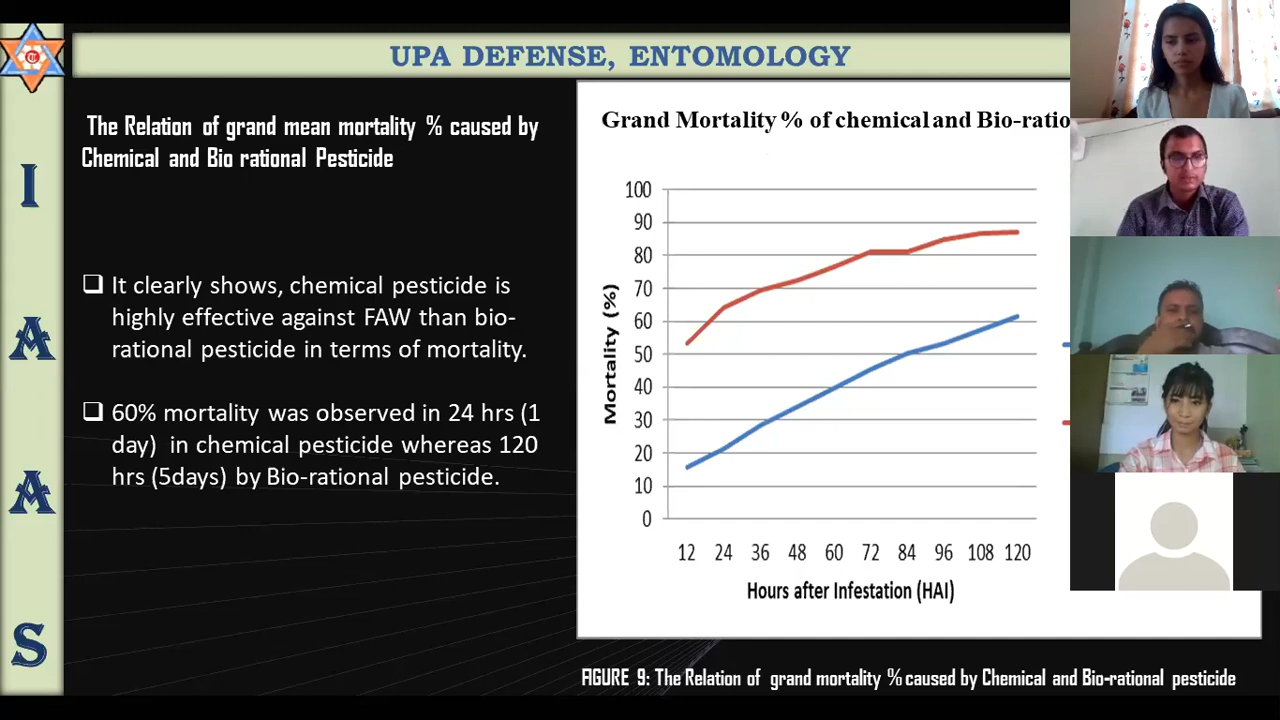 UPA DEFENSE, ENTOMOLOGY
I
A
A
S
The Relation of grand mean mortality % caused by
Chemical and Bio rational Pesticide
It clearly shows, chemical pesticide is
highly effective against FAW than bio-
rational pesticide in terms of mortality.
60% mortality was observed in 24 hrs (1
day) in chemical pesticide whereas 120
hrs (5days) by Bio-rational pesticide.
Grand Mortality % of chemical and Bio-ratio
Mortality (%)
100
90
80
70
60
50
40
30
20
10
0
12 24 36 48 60 72 84 96 108 120
Hours after Infestation (HAI)
FIGURE 9: The Relation of grand mortality % caused by Chemical and Bio-rational pesticide